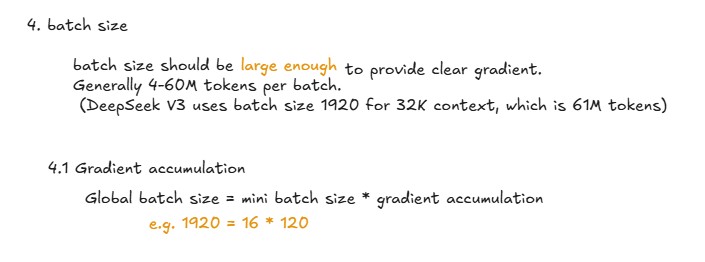 4. batch size
batch size should be large enough to provide clear gradient.
Generally 4-60M tokens per batch.
(DeepSeek V3 uses batch size 1920 for 32K context, which is 61M tokens)
4.1 Gradient accumulation
Global batch size = mini batch size * gradient accumulation
e.g. 1920 = 16 * 120